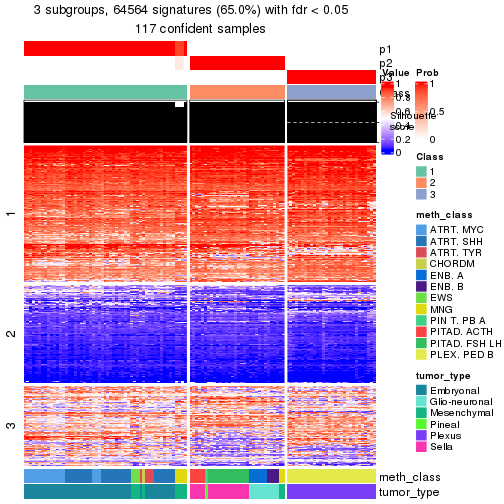 3 subgroups, 64564 signatures (65.0%) with fdr < 0.05
117 confident samples
p1
p2
p3
Value
1
0.8
0.6
0.4
0.2
0
Prob
1
0.5
0
Class
Silhouette
score
Class
1
2
3
meth_class
ATRT. MYC
ATRT. SHH
ATRT. TYR
CHORDM
ENB. A
ENB. B
EWS
MNG
PIN T. PB A
PITAD. ACTH
PITAD. FSH LH
PLEX. PED B
tumor_type
Embryonal
Glio-neuronal
Mesenchymal
Pineal
Plexus
Sella
1
2
3
meth_class
tumor_type